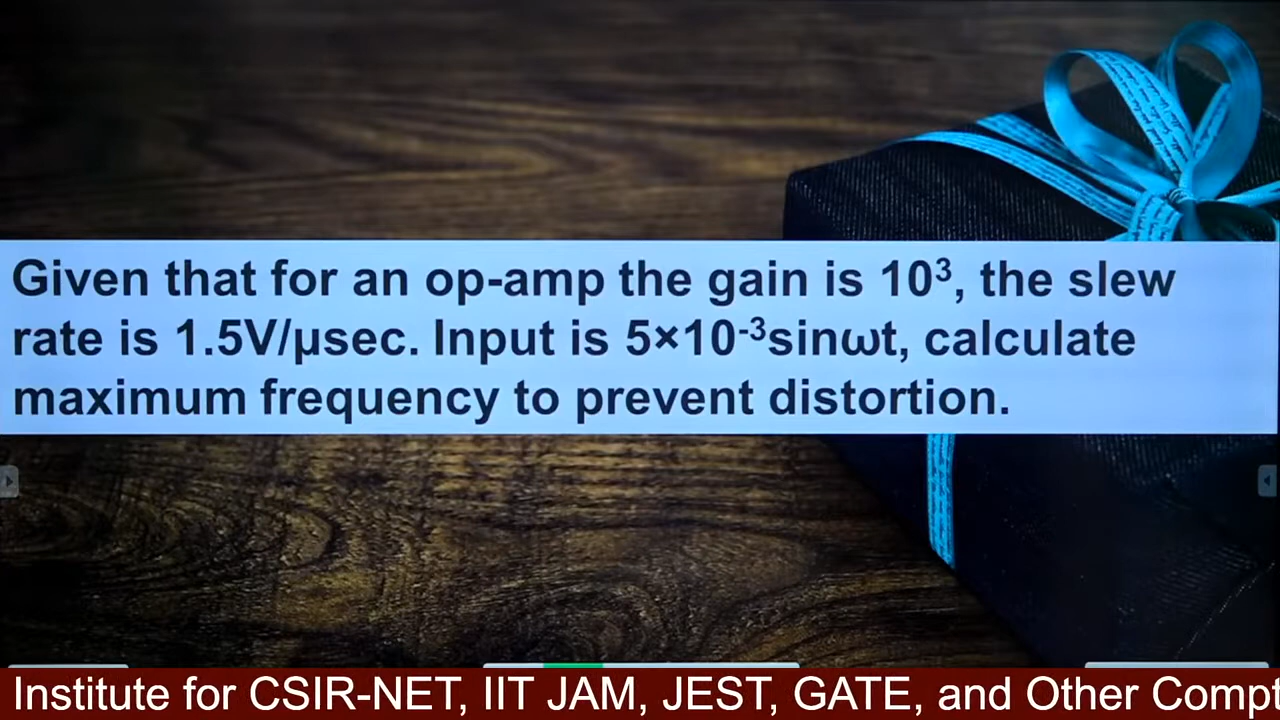 Given that for an op-amp the gain is 10³, the slew
rate is 1.5V/μsec. Input is 5×10⁻³sinωt, calculate
maximum frequency to prevent distortion.
Institute for CSIR-NET, IIT JAM, JEST, GATE, and Other Compt